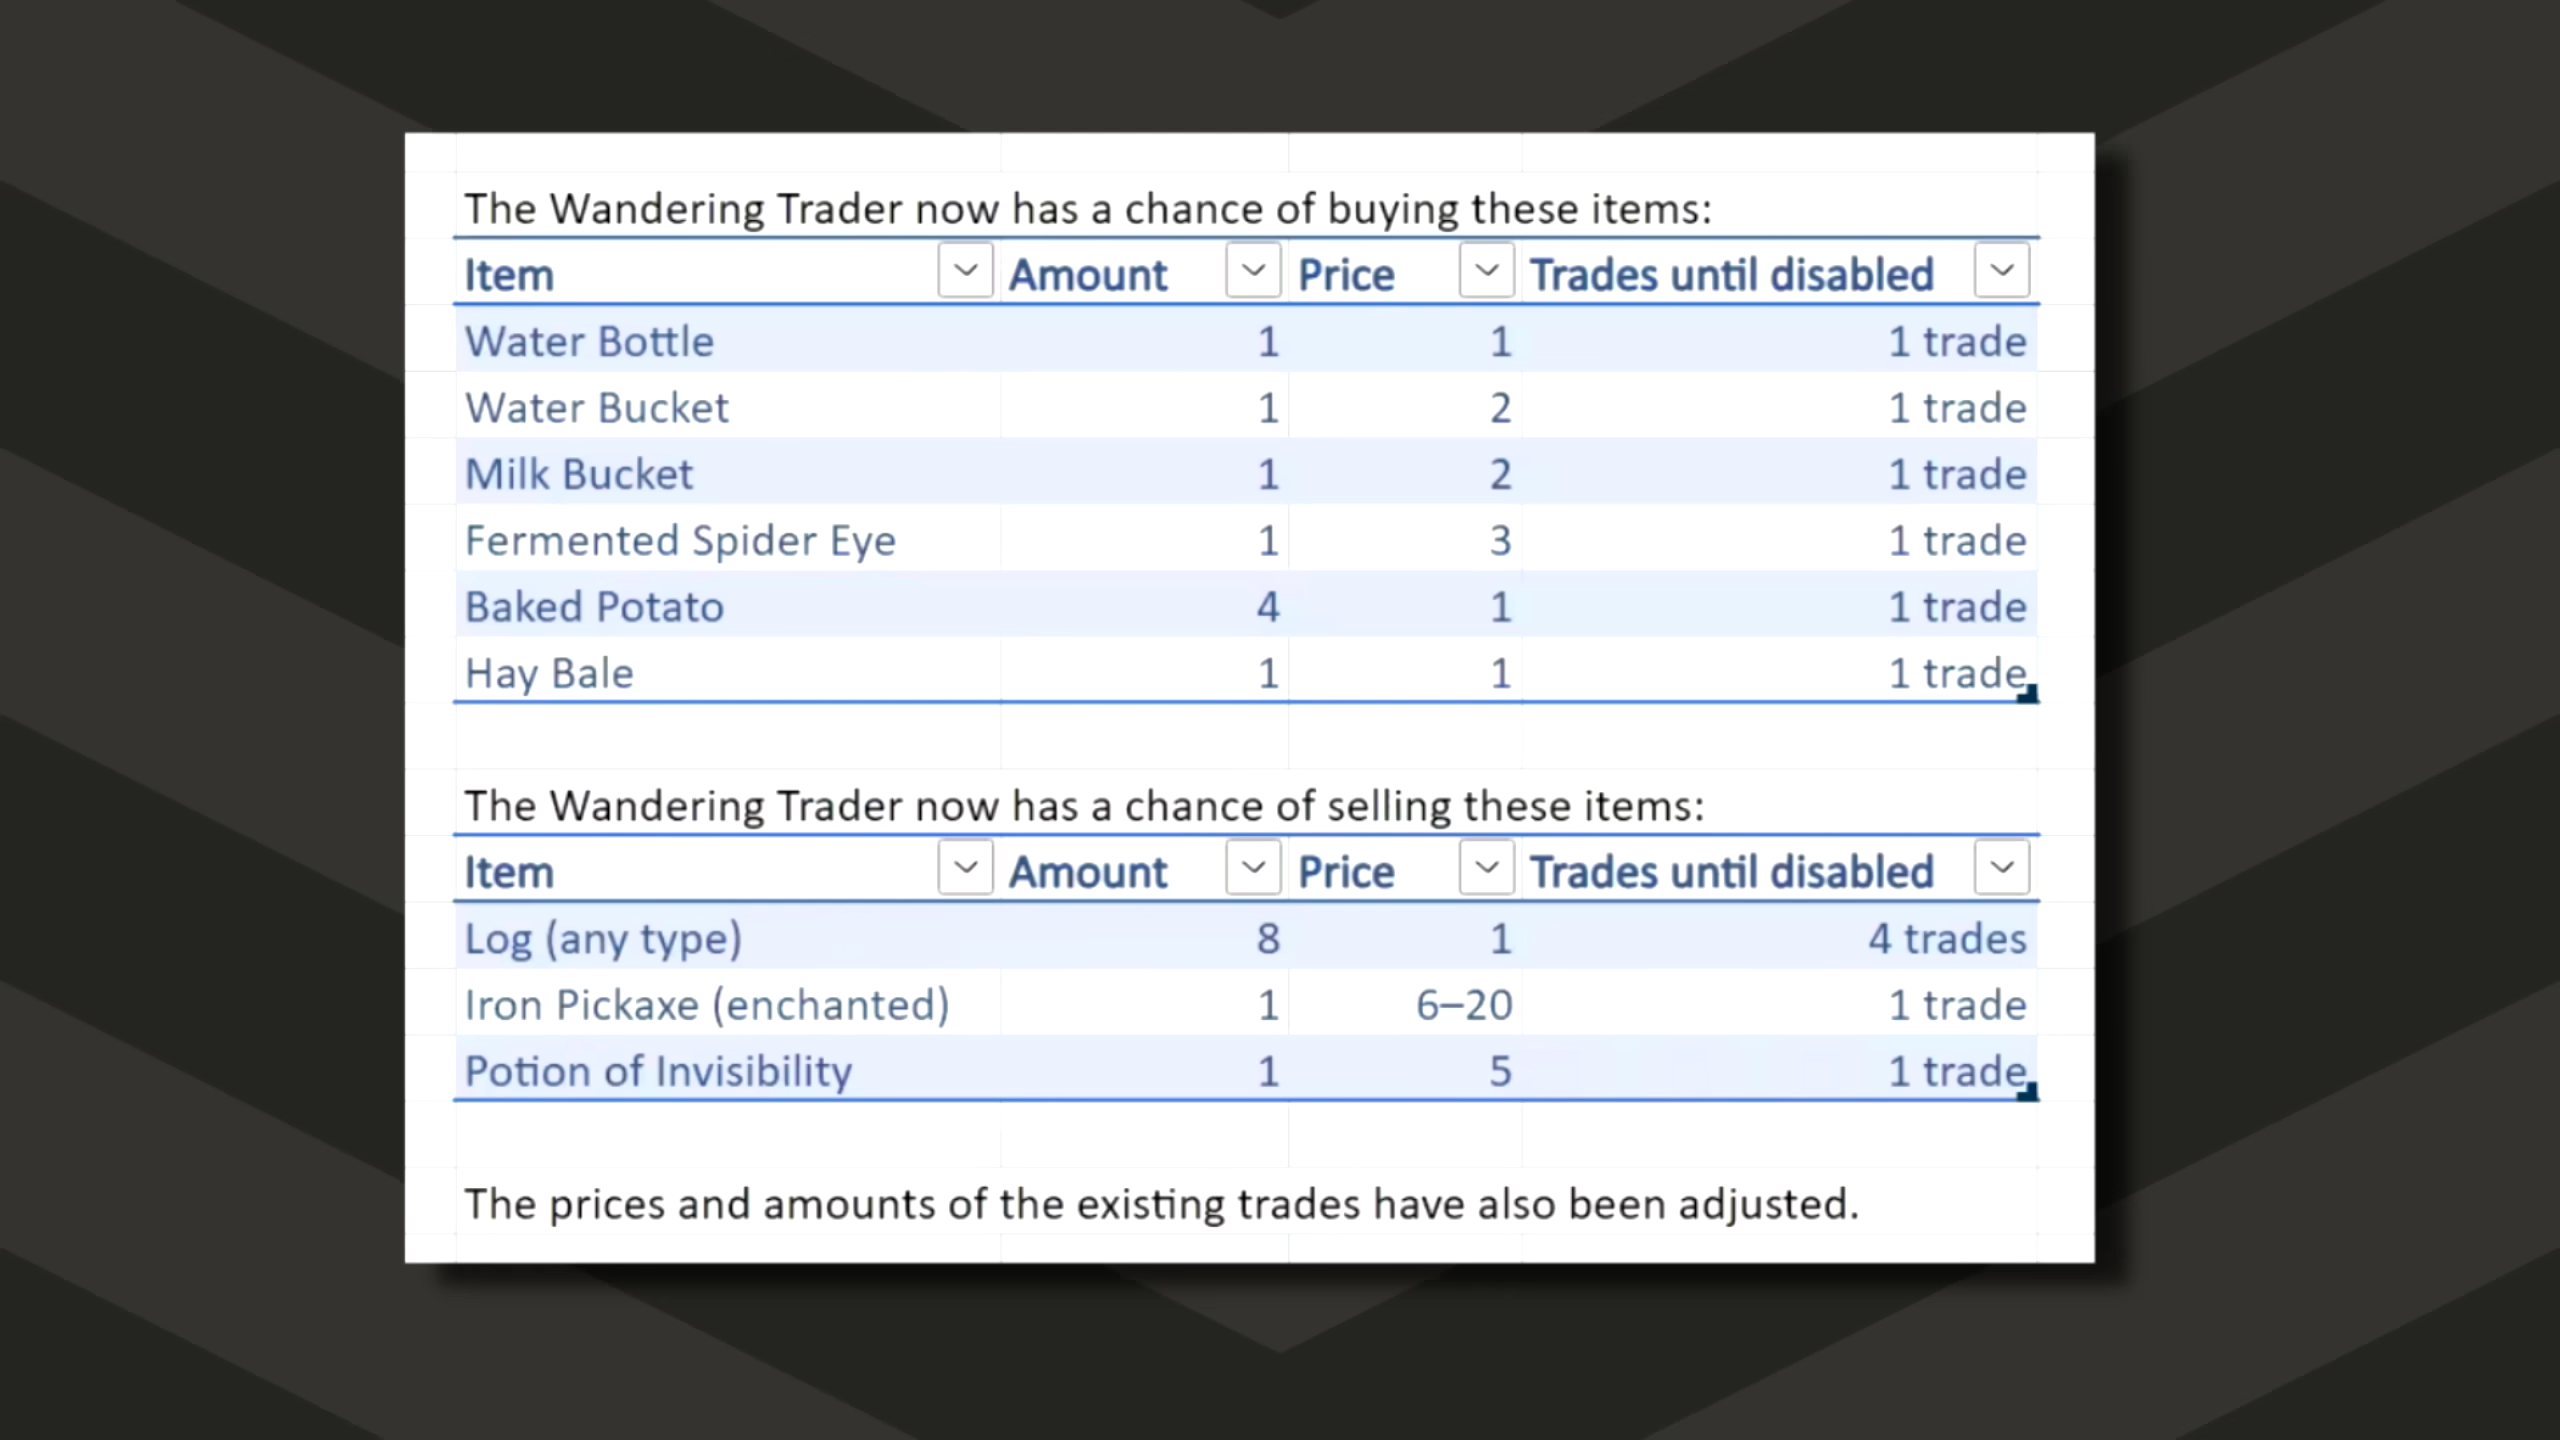 The Wandering Trader now has a chance of buying these items:
Item Amount Price Trades until disabled
Water Bottle 1 1 1 trade
Water Bucket 1 2 1 trade
Milk Bucket 1 2 1 trade
Fermented Spider Eye 1 3 1 trade
Baked Potato 4 1 1 trade
Hay Bale 1 1 1 trade
The Wandering Trader now has a chance of selling these items:
Item Amount Price Trades until disabled
Log (any type) 8 1 4 trades
Iron Pickaxe (enchanted) 1 6–20 1 trade
Potion of Invisibility 1 5 1 trade
The prices and amounts of the existing trades have also been adjusted.